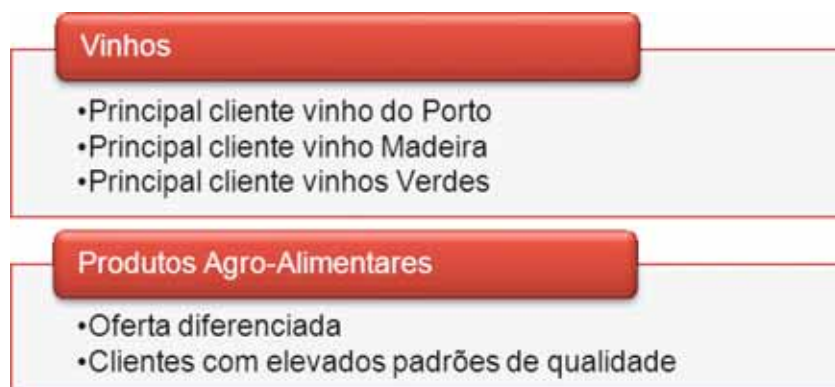 Vinhos
•Principal cliente vinho do Porto
•Principal cliente vinho Madeira
•Principal cliente vinhos Verdes
Produtos Agro-Alimentares
•Oferta diferenciada
•Clientes com elevados padrões de qualidade